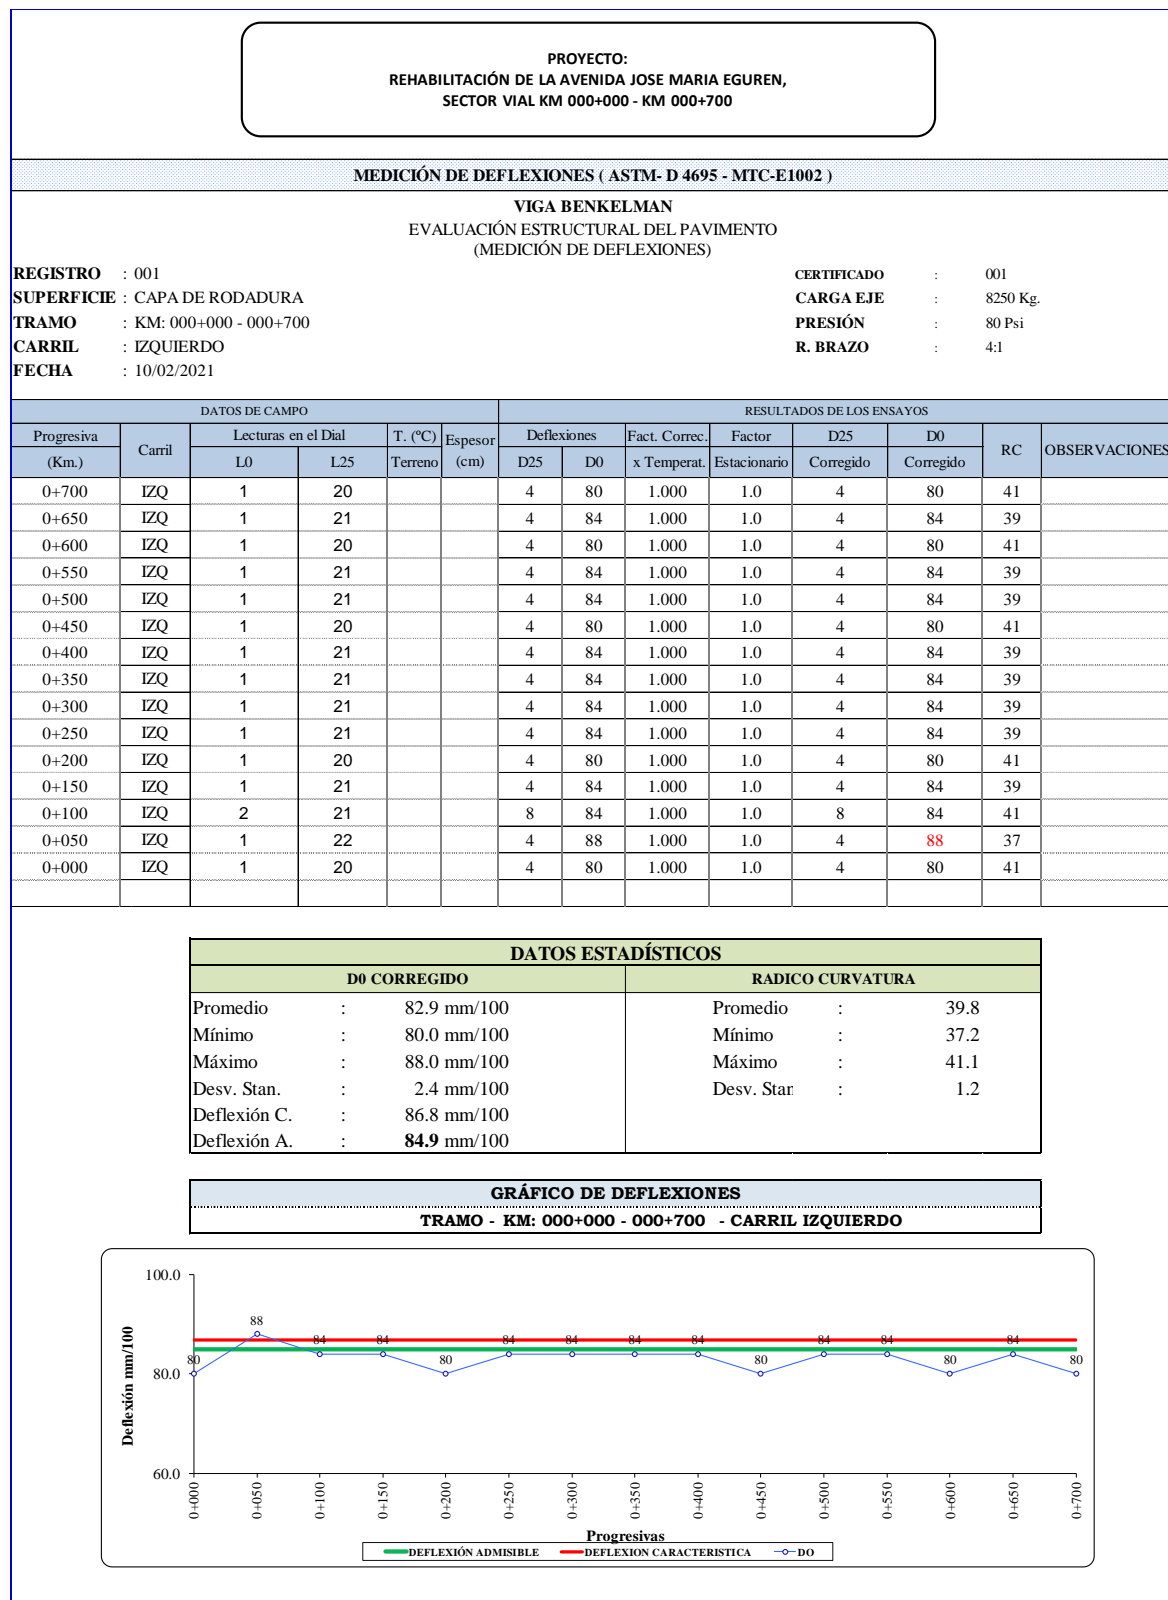 PROYECTO:
REHABILITACIÓN DE LA AVENIDA JOSE MARIA EGUREN,
SECTOR VIAL KM 000+000 - KM 000+700
MEDICIÓN DE DEFLEXIONES ( ASTM- D 4695 - MTC-E1002 )
VIGA BENKELMAN
EVALUACIÓN ESTRUCTURAL DEL PAVIMENTO
(MEDICIÓN DE DEFLEXIONES)
REGISTRO : 001 CERTIFICADO : 001
SUPERFICIE : CAPA DE RODADURA CARGA EJE : 8250 Kg.
TRAMO : KM: 000+000 - 000+700 PRESIÓN : 80 Psi
CARRIL : IZQUIERDO R. BRAZO : 4:1
FECHA : 10/02/2021
DATOS DE CAMPO RESULTADOS DE LOS ENSAYOS
Progresiva Carril Lecturas en el Dial T. (ºC) Espesor Deflexiones Fact. Correc. Factor D25 D0 RC OBSERVACIONES
(Km.) L0 L25 Terreno (cm) D25 D0 x Temperat. Estacionario Corregido Corregido
0+700 IZQ 1 20 4 80 1.000 1.0 4 80 41
0+650 IZQ 1 21 4 84 1.000 1.0 4 84 39
0+600 IZQ 1 20 4 80 1.000 1.0 4 80 41
0+550 IZQ 1 21 4 84 1.000 1.0 4 84 39
0+500 IZQ 1 21 4 84 1.000 1.0 4 84 39
0+450 IZQ 1 20 4 80 1.000 1.0 4 80 41
0+400 IZQ 1 21 4 84 1.000 1.0 4 84 39
0+350 IZQ 1 21 4 84 1.000 1.0 4 84 39
0+300 IZQ 1 21 4 84 1.000 1.0 4 84 39
0+250 IZQ 1 21 4 84 1.000 1.0 4 84 39
0+200 IZQ 1 20 4 80 1.000 1.0 4 80 41
0+150 IZQ 1 21 4 84 1.000 1.0 4 84 39
0+100 IZQ 2 21 8 84 1.000 1.0 8 84 41
0+050 IZQ 1 22 4 88 1.000 1.0 4 88 37
0+000 IZQ 1 20 4 80 1.000 1.0 4 80 41
DATOS ESTADÍSTICOS
D0 CORREGIDO RADICO CURVATURA
Promedio : 82.9 mm/100 Promedio : 39.8
Mínimo : 80.0 mm/100 Mínimo : 37.2
Máximo : 88.0 mm/100 Máximo : 41.1
Desv. Stan. : 2.4 mm/100 Desv. Stan : 1.2
Deflexión C. : 86.8 mm/100
Deflexión A. : 84.9 mm/100
GRÁFICO DE DEFLEXIONES
TRAMO - KM: 000+000 - 000+700 - CARRIL IZQUIERDO
Deflexión mm/100
100.0
80.0
60.0
80 88 84 84 80 84 84 84 84 80 84 84 80 84 80
0+000 0+050 0+100 0+150 0+200 0+250 0+300 0+350 0+400 0+450 0+500 0+550 0+600 0+650 0+700
Progresivas
DEFLEXIÓN ADMISIBLE DEFLEXION CARACTERISTICA DO